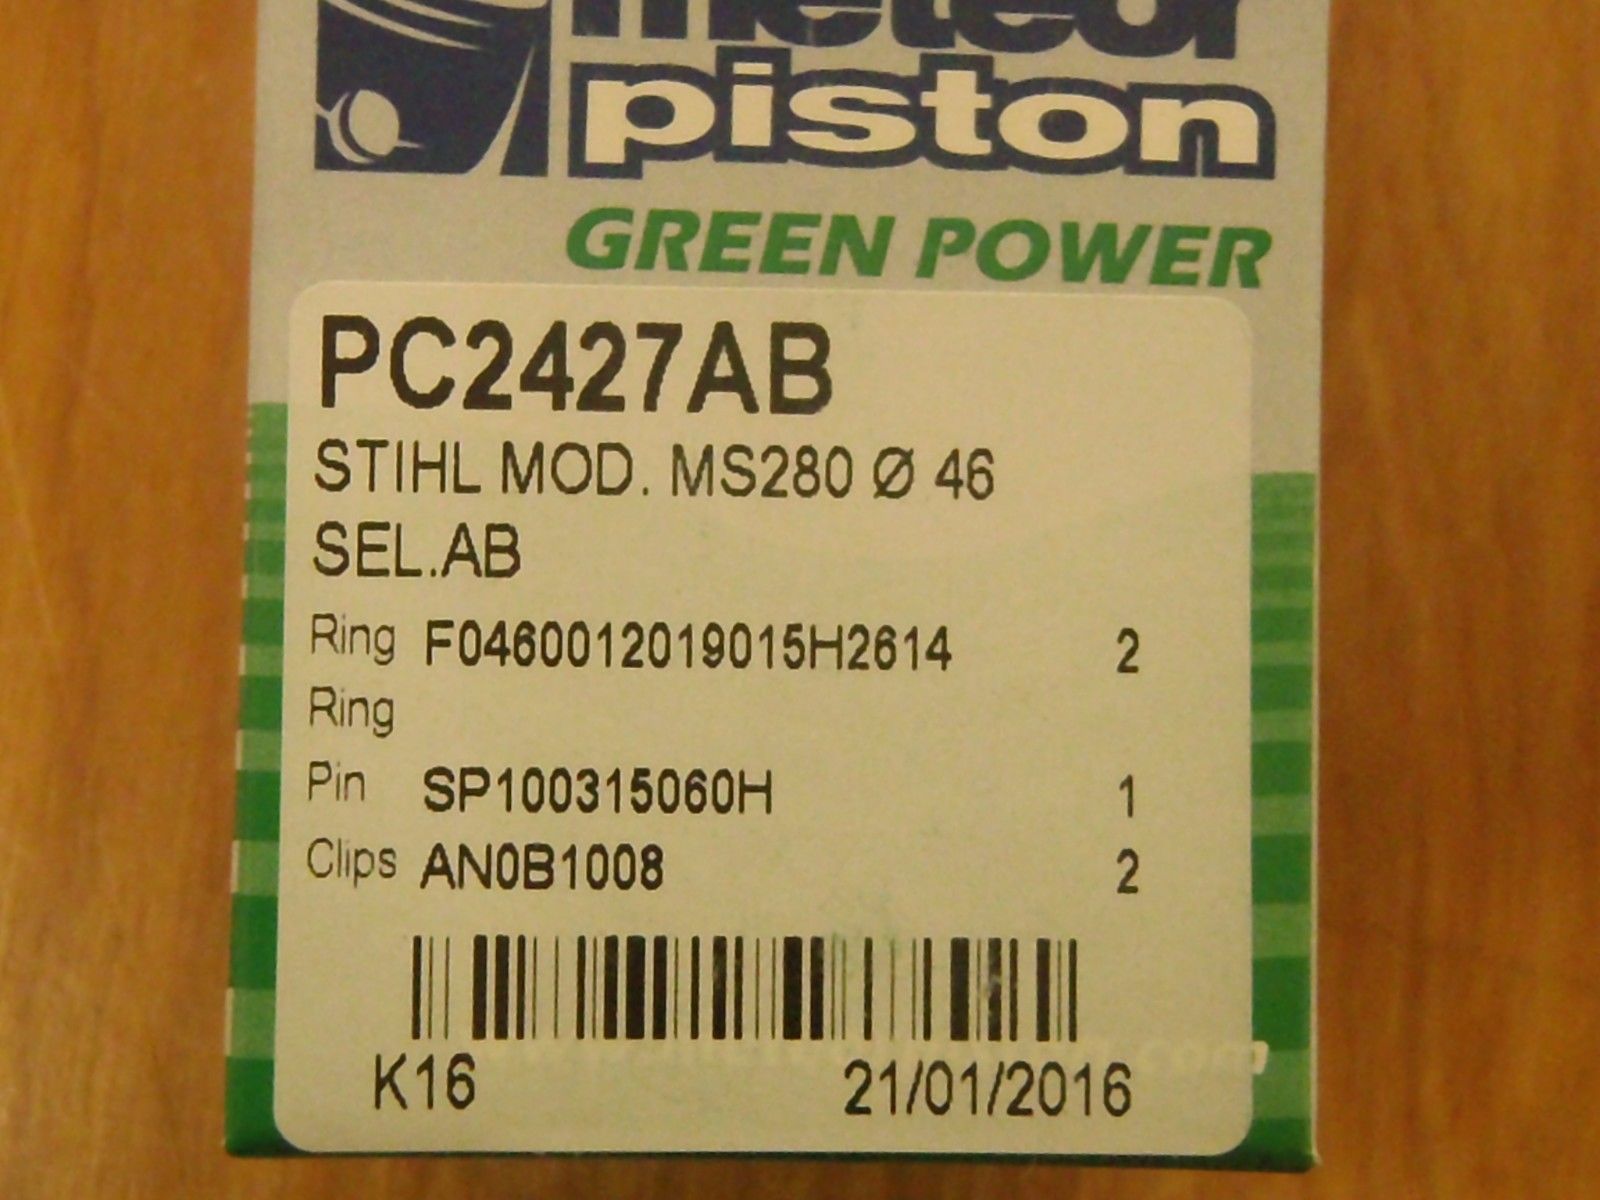 meteor
piston
GREEN POWER
PC2427AB
STIHL MOD. MS280 Ø 46
SEL.AB
Ring F0460012019015H2614 2
Ring
Pin SP100315060H 1
Clips AN0B1008 2
K16 21/01/2016